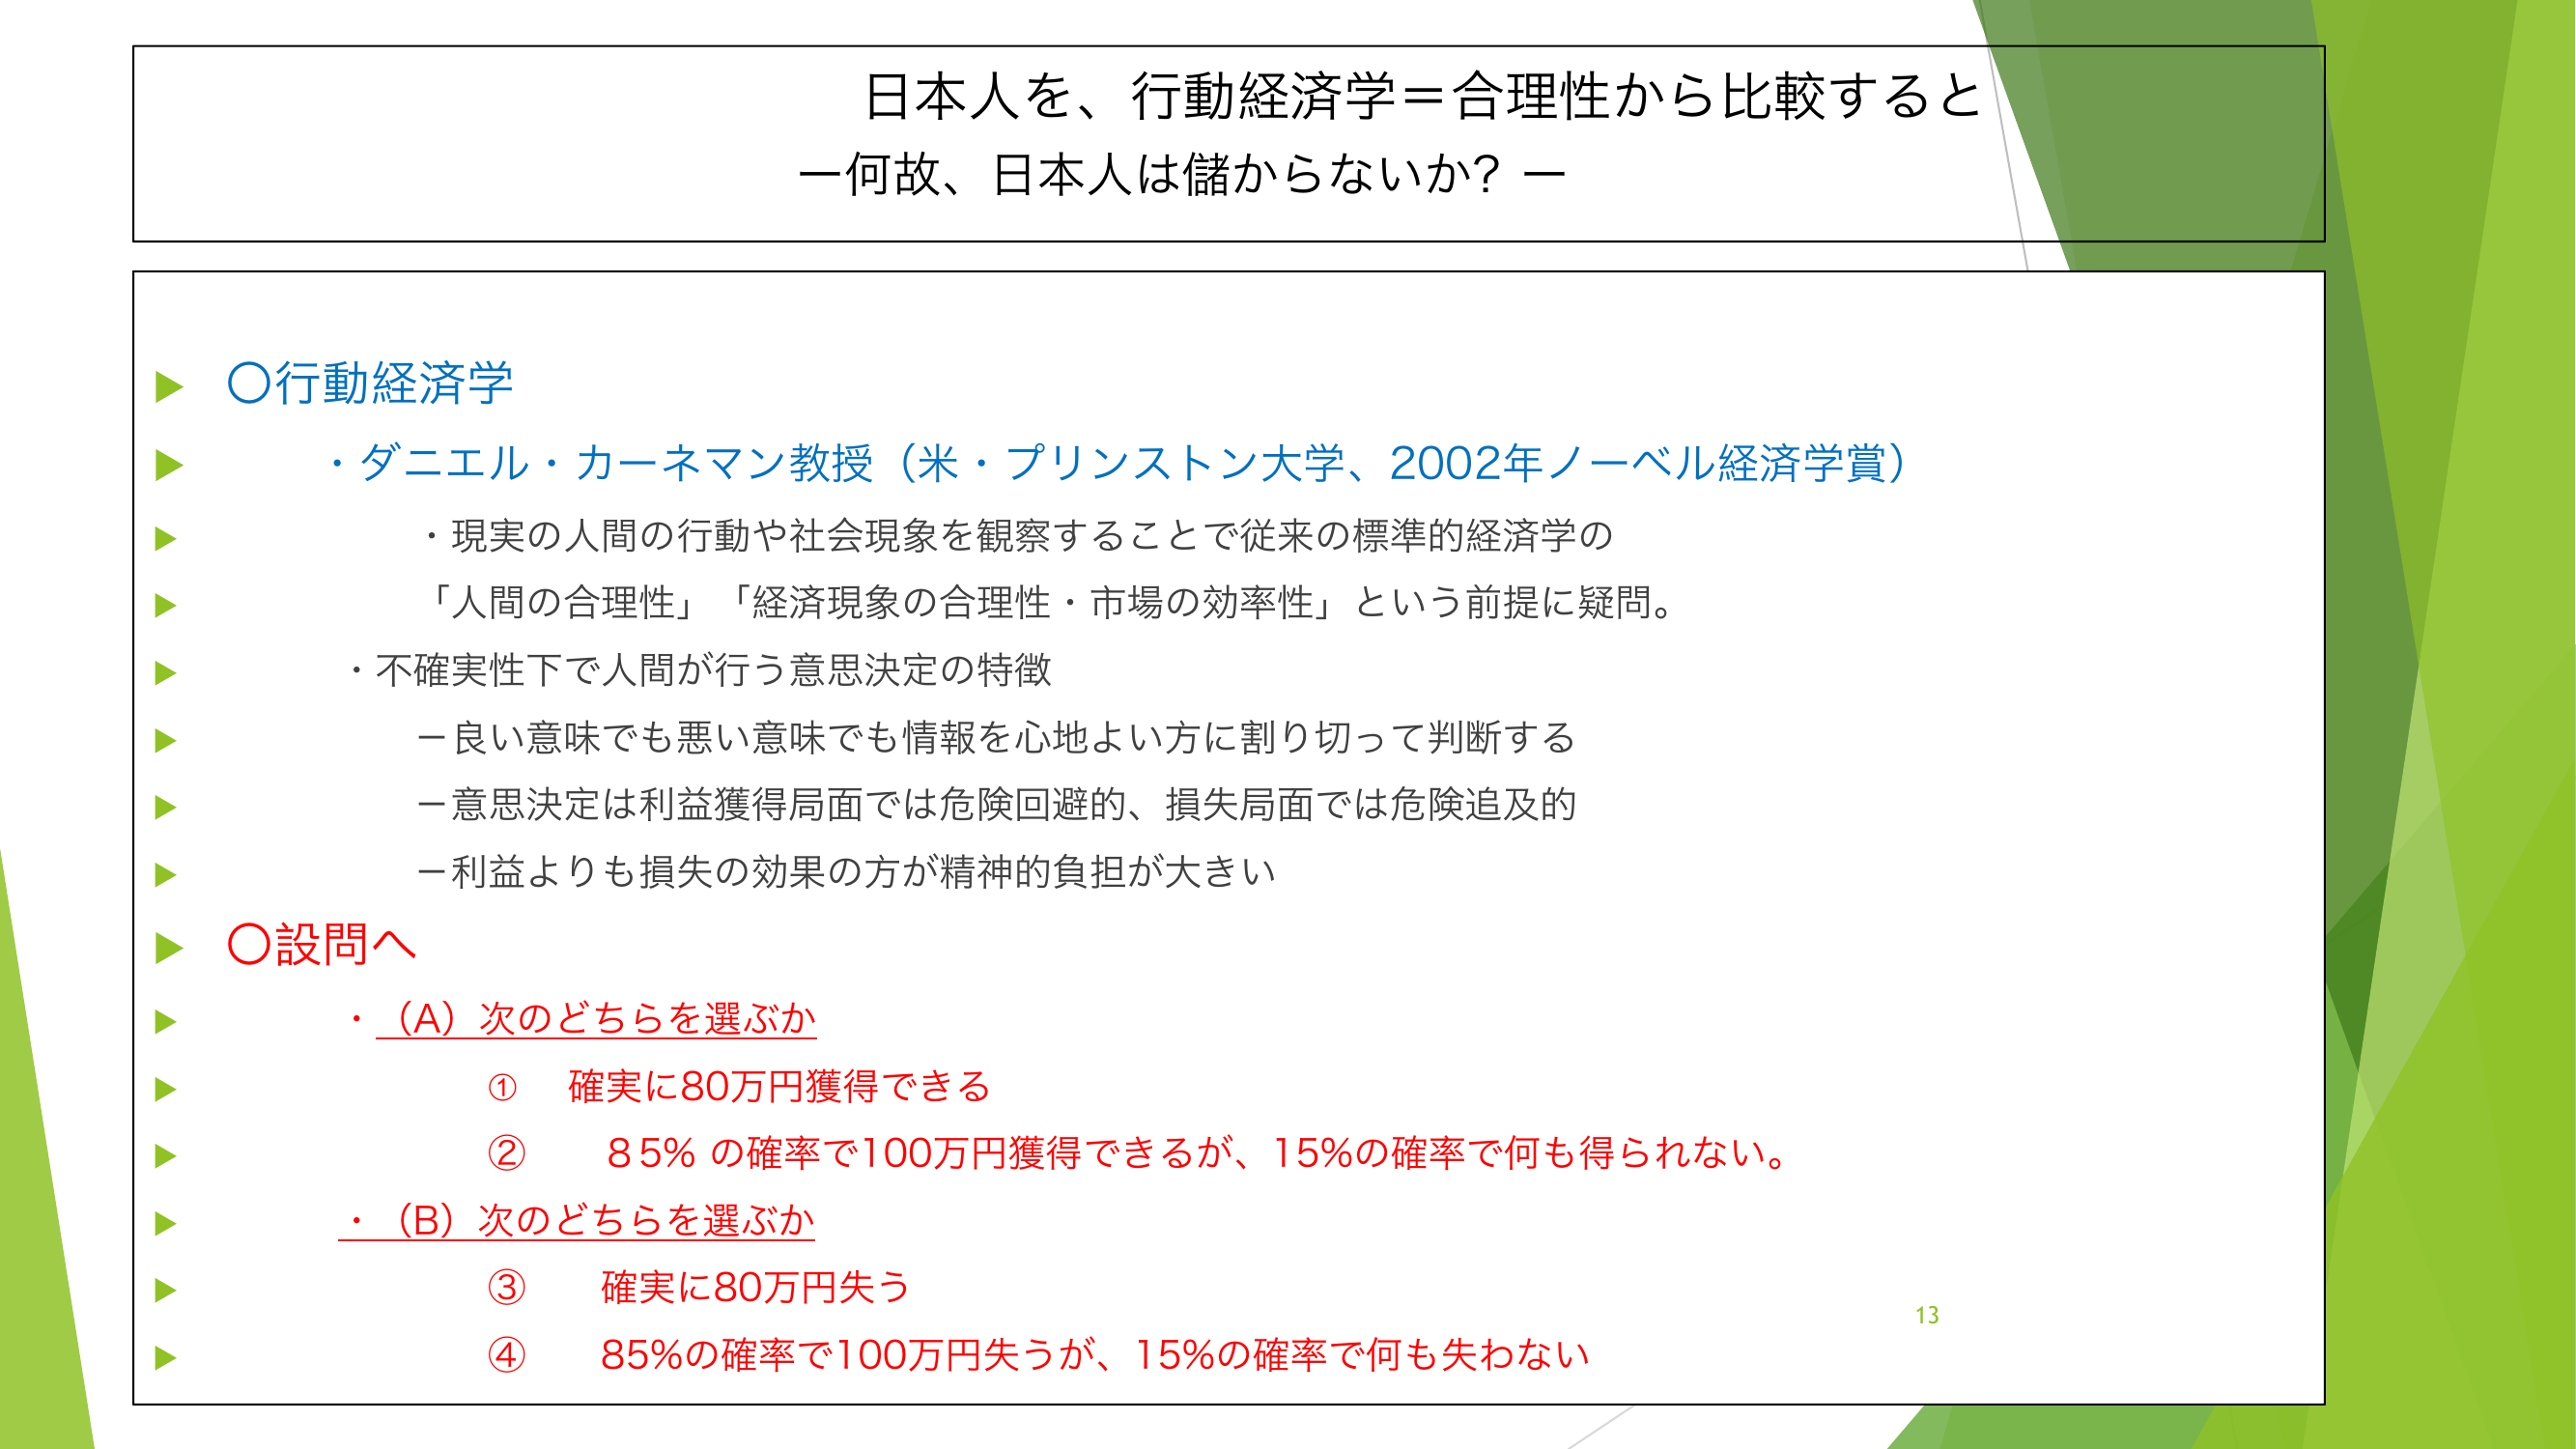 日本人を、行動経済学＝合理性から比較すると
ー何故、日本人は儲からないか？ー
〇行動経済学
・ダニエル・カーネマン教授（米・プリンストン大学、2002年ノーベル経済学賞）
・現実の人間の行動や社会現象を観察することで従来の標準的経済学の
「人間の合理性」「経済現象の合理性・市場の効率性」という前提に疑問。
・不確実性下で人間が行う意思決定の特徴
－良い意味でも悪い意味でも情報を心地よい方に割り切って判断する
－意思決定は利益獲得局面では危険回避的、損失局面では危険追及的
－利益よりも損失の効果の方が精神的負担が大きい
〇設問へ
・（A）次のどちらを選ぶか
① 確実に80万円獲得できる
② ８5% の確率で100万円獲得できるが、15%の確率で何も得られない。
・（B）次のどちらを選ぶか
③ 確実に80万円失う
④ 85%の確率で100万円失うが、15%の確率で何も失わない
13